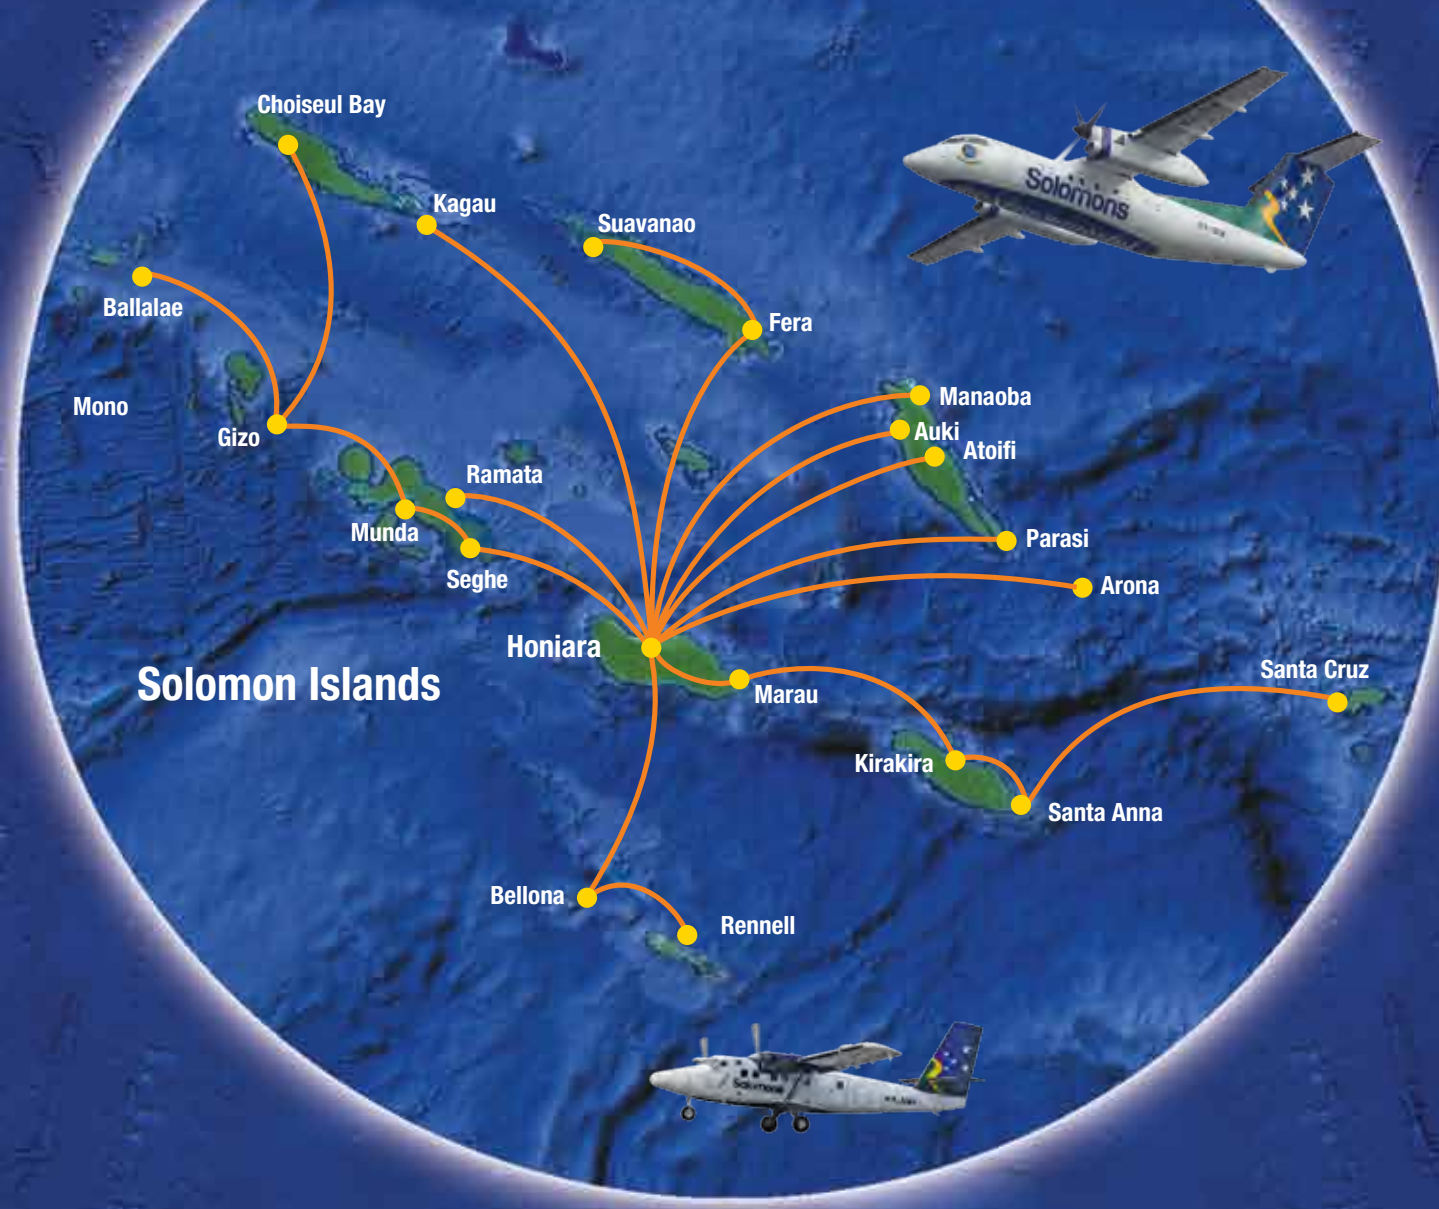 Choiseul Bay
Kagau
Suavanao
Solomons
Ballalae
Fera
Mono
Manaoba
Gizo
Auki
Atoifi
Ramata
Munda
Parasi
Seghe
Arona
Honiara
Solomon Islands
Santa Cruz
Marau
Kirakira
Santa Anna
Bellona
Rennell
Solomons